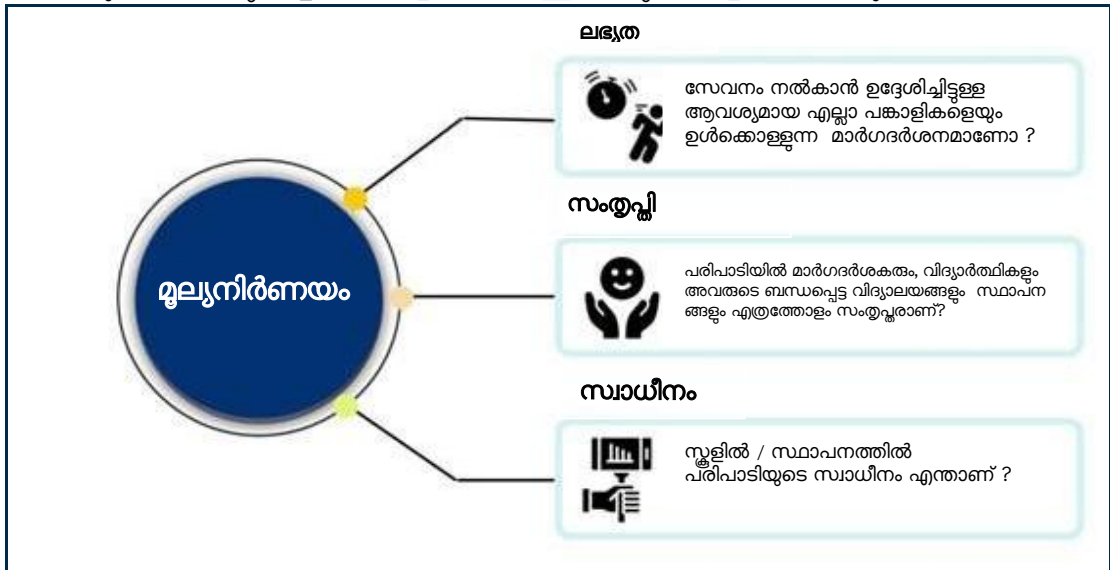 ലഭ്യത
സേവനം നൽകാൻ ഉദ്ദേശിച്ചിട്ടുള്ള
ആവശ്യമായ എല്ലാ പങ്കാളികളെയും
ഉൾക്കൊള്ളുന്ന മാർഗദർശനമാണോ ?
സംതൃപ്തി
മൂല്യനിർണയം
പരിപാടിയിൽ മാർഗദർശകരും, വിദ്യാർത്ഥികളും
അവരുടെ ബന്ധപ്പെട്ട വിദ്യാലയങ്ങളും സ്ഥാപന
ങ്ങളും എത്രത്തോളം സംതൃപ്തരാണ്?
സ്വാധീനം
സ്കൂളിൽ / സ്ഥാപനത്തിൽ
പരിപാടിയുടെ സ്വാധീനം എന്താണ് ?